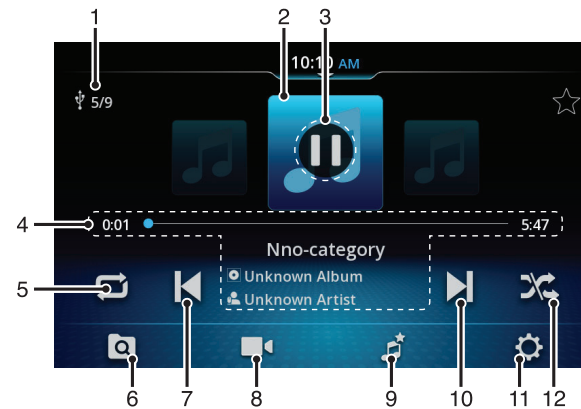 1 2 3
10:10 AM
5/9
4 0:01 5:47
Nno-category
Unknown Album
Unknown Artist
5
6 7 8 9 10 11 12